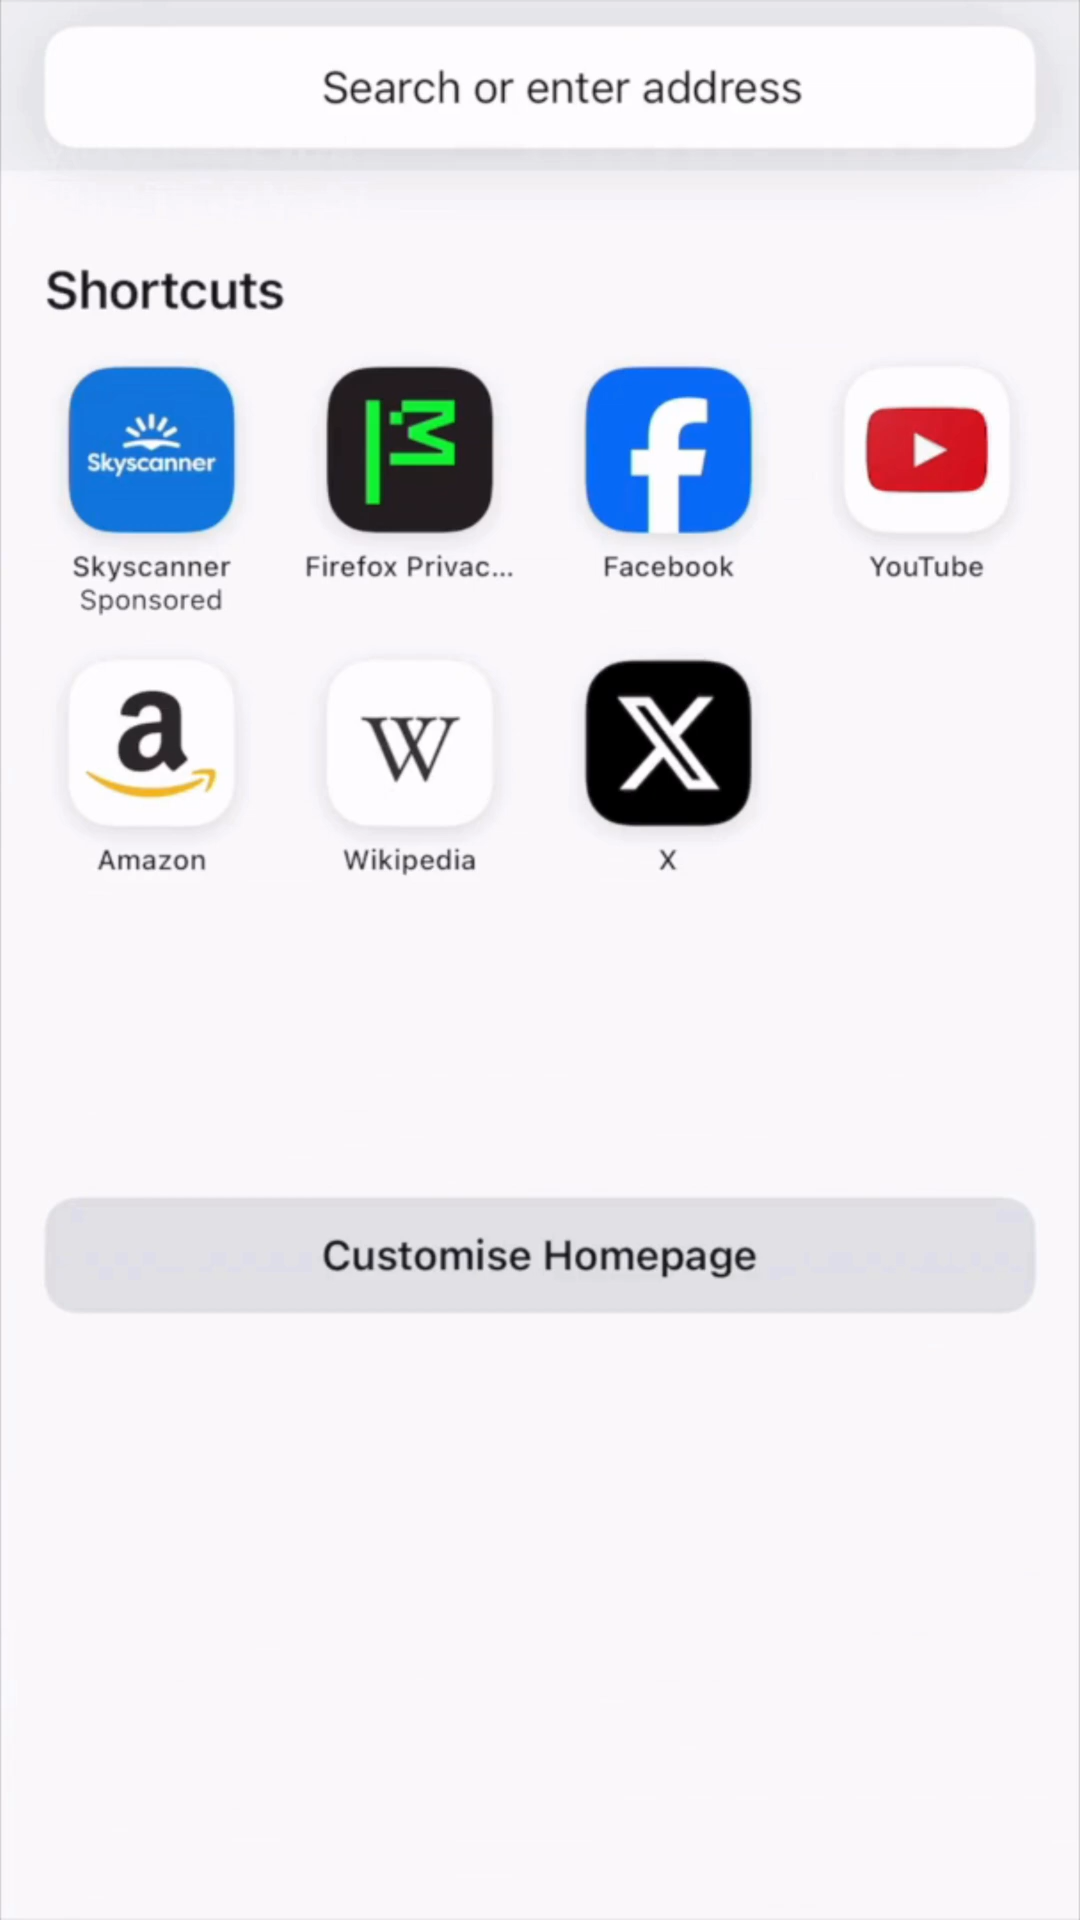 Search or enter address
Shortcuts
Skyscanner
Skyscanner
Sponsored
Firefox Privac...
Facebook
YouTube
Amazon
Wikipedia
X
Customise Homepage